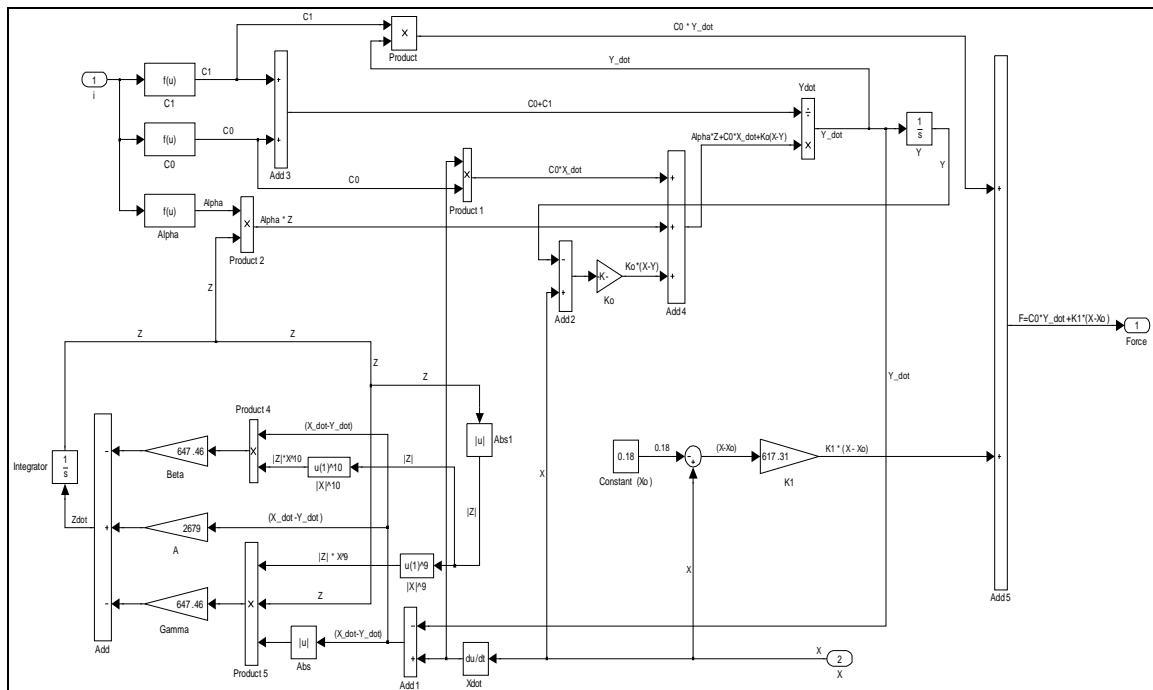 C1
×
Product
C0 * Y_dot
Y_dot
1
i
f(u)
C1
C1
+
+
Add 3
C0+C1
Ydot
÷
×
Y_dot
1
s
Y
Y
f(u)
C0
C0
C0
×
Product 1
C0*X_dot
Alpha*Z+C0*X_dot+Ko(X-Y)
f(u)
Alpha
Alpha
×
Product 2
Alpha * Z
+
+
+
Add 4
-
+
Add 2
-K-
Ko
Ko*(X-Y)
+
+
Add 5
F=C0*Y_dot +K1*(X-Xo )
1
Force
Z
Z
Z
Z
Y_dot
|u|
Abs1
Product 4
×
(X_dot-Y_dot)
|Z|*X^10
u(1)^10
|X|^10
|Z|
647 .46
Beta
Integrator
1
s
Zdot
-
+
-
Add
2679
A
(X_dot -Y_dot )
|Z|
X
0.18
Constant (Xo )
0.18
-
+
(X-Xo)
617 .31
K1
K1 * (X - Xo )
|Z| * X^9
u(1)^9
|X|^9
Z
×
Product 5
647 .46
Gamma
|u|
Abs
(X_dot-Y_dot)
-
+
Add 1
du/dt
Xdot
X
X
2
X